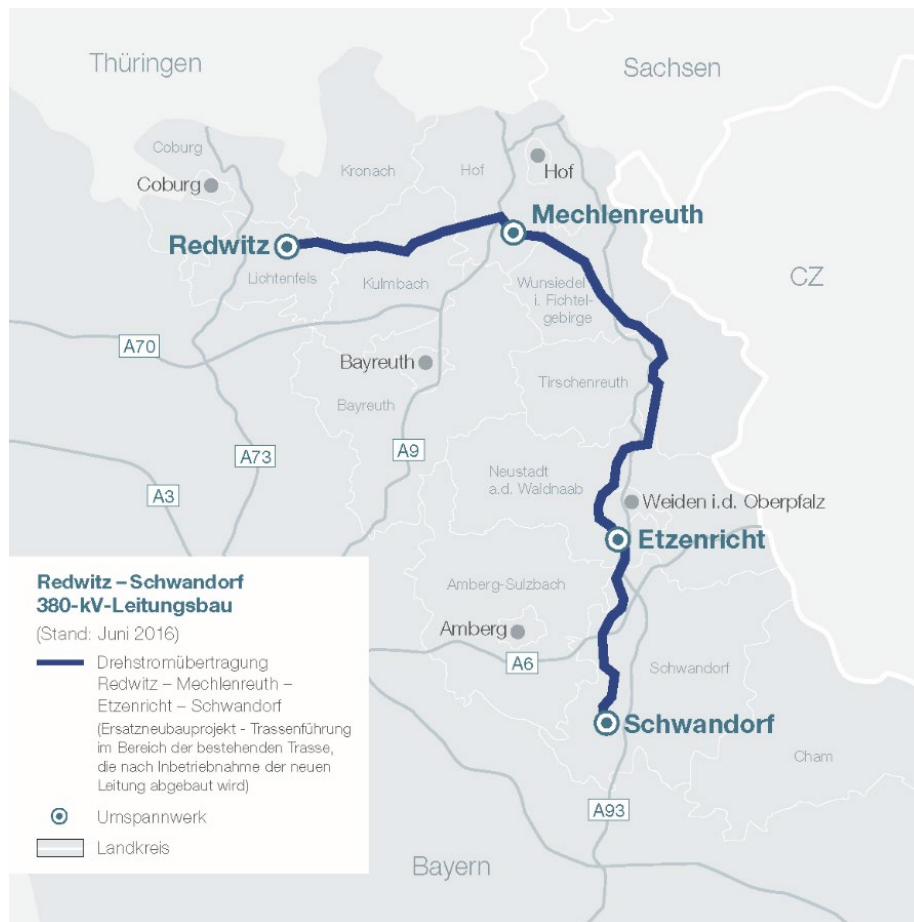 Thüringen
Sachsen
Coburg
Coburg
Kronach
Hof
Hof
Mechlenreuth
Redwitz
Lichtenfels
Kulmbach
Wunsiedel
i. Fichtel-
gebirge
CZ
A70
Bayreuth
Bayreuth
Tirschenreuth
A73
A9
A3
Neustadt
a.d. Waldnaab
Weiden i.d. Oberpfalz
Etzenricht
Amberg-Sulzbach
Amberg
A6
Schwandorf
Schwandorf
Cham
A93
Bayern
Redwitz – Schwandorf
380-kV-Leitungsbau
(Stand: Juni 2016)
Drehstromübertragung
Redwitz – Mechlenreuth –
Etzenricht – Schwandorf
(Ersatzneubauprojekt - Trassenführung
im Bereich der bestehenden Trasse,
die nach Inbetriebnahme der neuen
Leitung abgebaut wird)
Umspannwerk
Landkreis